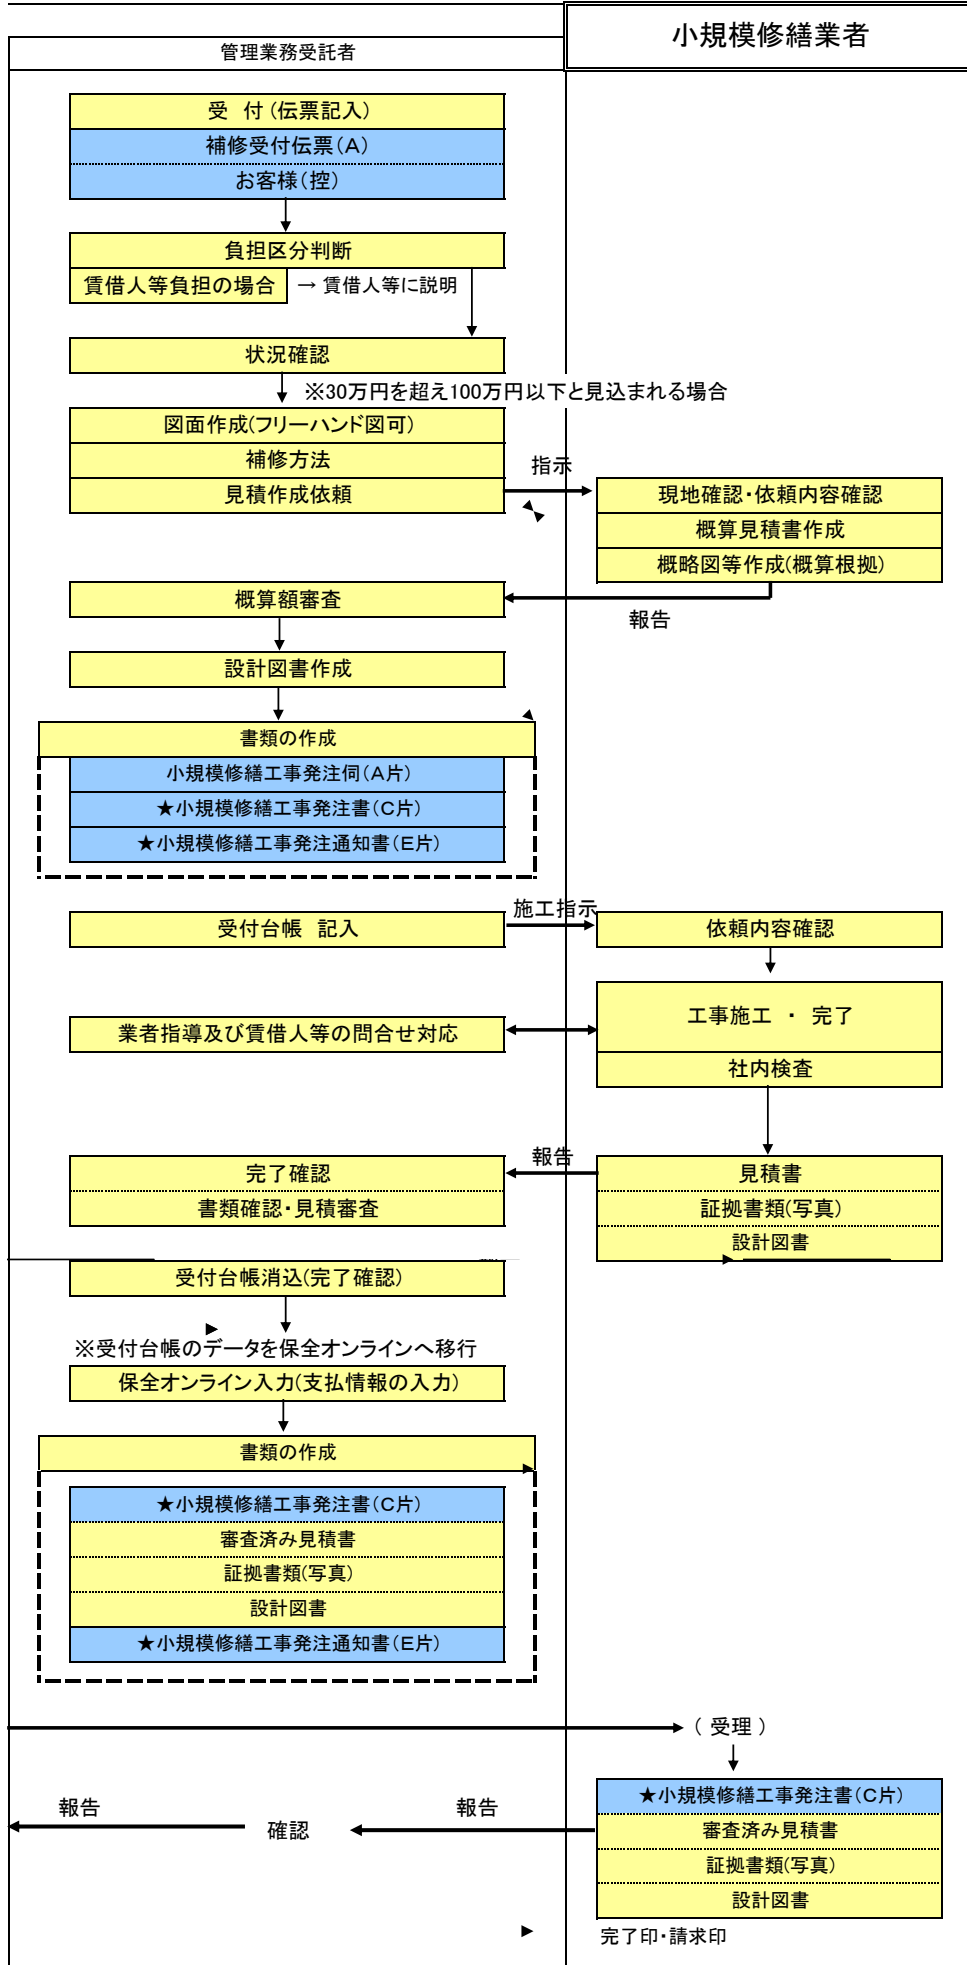 小規模修繕業者
管理業務受託者
受　付（伝票記入）
補修受付伝票（A）
お客様（控）
負担区分判断
賃借人等負担の場合　→ 賃借人等に説明
状況確認
※30万円を超え100万円以下と見込まれる場合
図面作成（フリーハンド図可）
補修方法
見積作成依頼
指示
現地確認・依頼内容確認
概算見積書作成
概略図等作成（概算根拠）
概算額審査
報告
設計図書作成
書類の作成
小規模修繕工事発注伺（A片）
★小規模修繕工事発注書（C片）
★小規模修繕工事発注通知書（E片）
受付台帳　記入
施工指示
依頼内容確認
工事施工　・　完了
業者指導及び賃借人等の問合せ対応
社内検査
報告
完了確認
書類確認・見積審査
見積書
証拠書類（写真）
設計図書
受付台帳消込（完了確認）
※受付台帳のデータを保全オンラインへ移行
保全オンライン入力（支払情報の入力）
書類の作成
★小規模修繕工事発注書（C片）
審査済み見積書
証拠書類（写真）
設計図書
★小規模修繕工事発注通知書（E片）
（ 受理 ）
★小規模修繕工事発注書（C片）
審査済み見積書
証拠書類（写真）
設計図書
報告
確認
報告
完了印・請求印